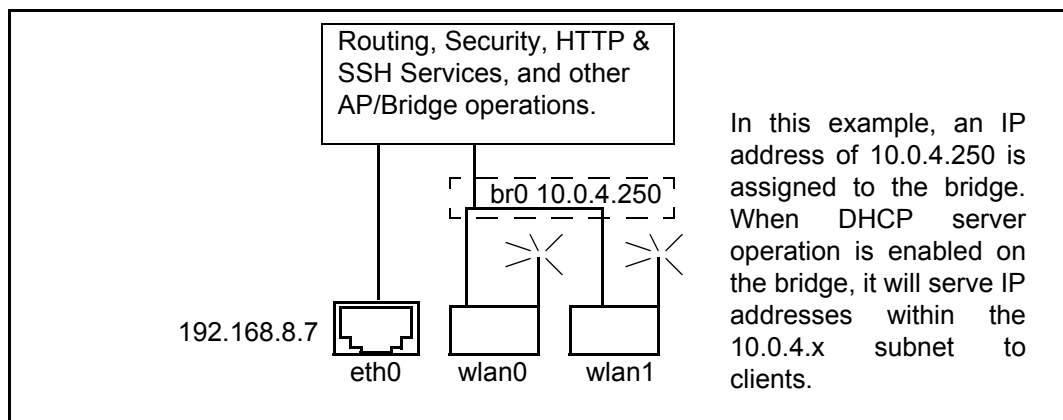 Routing, Security, HTTP &
SSH Services, and other
AP/Bridge operations.
br0 10.0.4.250
192.168.8.7
eth0
wlan0
wlan1
In this example, an IP
address of 10.0.4.250 is
assigned to the bridge.
When DHCP server
operation is enabled on
the bridge, it will serve IP
addresses within the
10.0.4.x subnet to
clients.